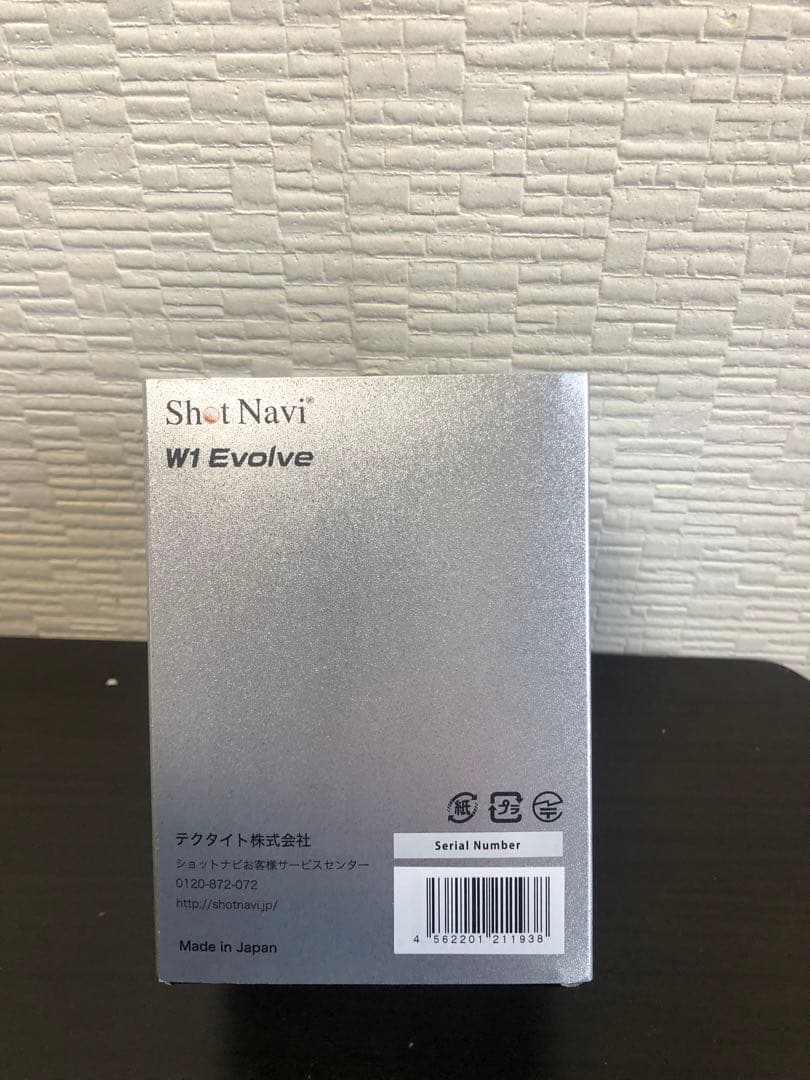 Shot Navi®
W1 Evolve
紙
プラ
テクタイト株式会社
ショットナビお客様サービスセンター
0120-872-072
http://shotnavi.jp/
Made in Japan
Serial Number
4 562201 211938